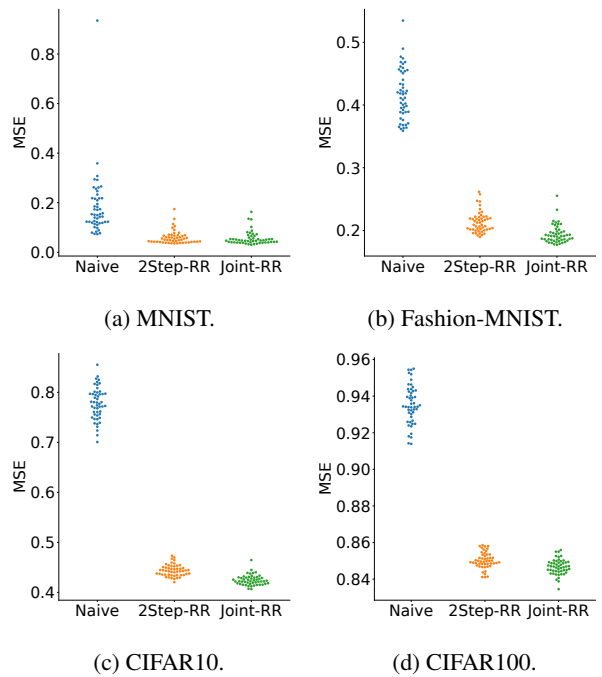 0.8
0.6
0.4
0.2
0.0
MSE
Naive 2Step-RR Joint-RR
(a) MNIST.
0.5
0.4
0.3
0.2
MSE
Naive 2Step-RR Joint-RR
(b) Fashion-MNIST.
0.8
0.7
0.6
0.5
0.4
MSE
Naive 2Step-RR Joint-RR
(c) CIFAR10.
0.96
0.94
0.92
0.90
0.88
0.86
0.84
MSE
Naive 2Step-RR Joint-RR
(d) CIFAR100.